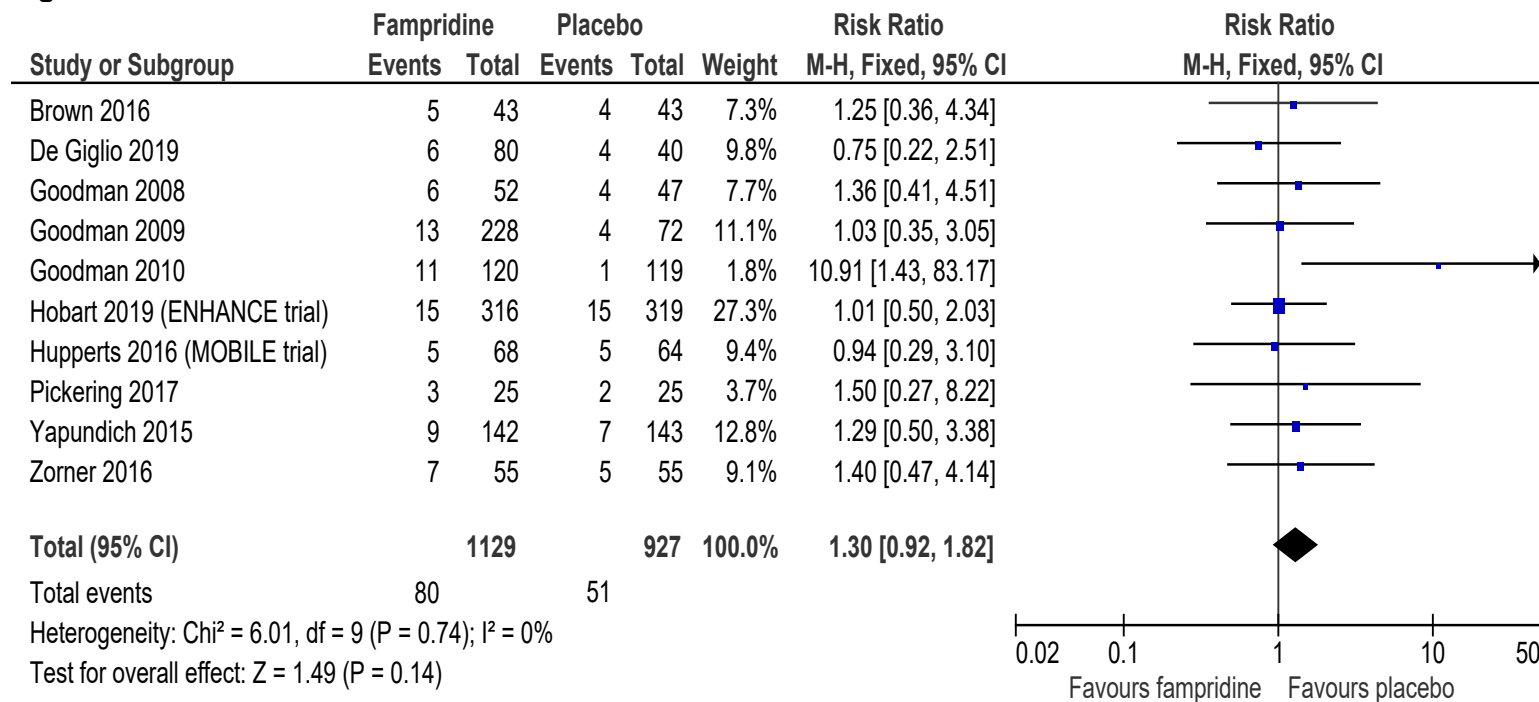 Fampridine Placebo Risk Ratio Risk Ratio
Study or Subgroup Events Total Events Total Weight M-H, Fixed, 95% CI M-H, Fixed, 95% CI
Brown 2016 5 43 4 43 7.3% 1.25 [0.36, 4.34]
De Giglio 2019 6 80 4 40 9.8% 0.75 [0.22, 2.51]
Goodman 2008 6 52 4 47 7.7% 1.36 [0.41, 4.51]
Goodman 2009 13 228 4 72 11.1% 1.03 [0.35, 3.05]
Goodman 2010 11 120 1 119 1.8% 10.91 [1.43, 83.17]
Hobart 2019 (ENHANCE trial) 15 316 15 319 27.3% 1.01 [0.50, 2.03]
Hupperts 2016 (MOBILE trial) 5 68 5 64 9.4% 0.94 [0.29, 3.10]
Pickering 2017 3 25 2 25 3.7% 1.50 [0.27, 8.22]
Yapundich 2015 9 142 7 143 12.8% 1.29 [0.50, 3.38]
Zorner 2016 7 55 5 55 9.1% 1.40 [0.47, 4.14]
Total (95% CI) 1129 927 100.0% 1.30 [0.92, 1.82]
Total events 80 51
Heterogeneity: Chi² = 6.01, df = 9 (P = 0.74); I² = 0%
Test for overall effect: Z = 1.49 (P = 0.14)
0.02 0.1 1 10 50
Favours fampridine Favours placebo